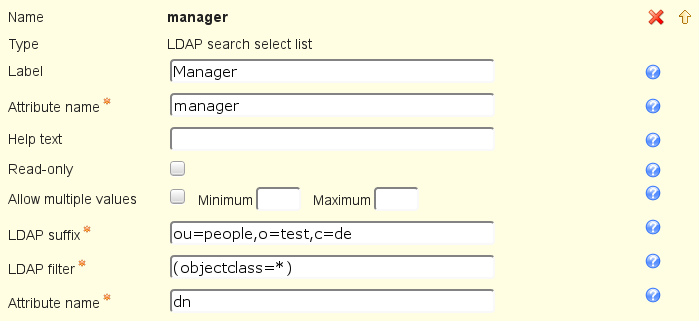 Name manager
Type LDAP search select list
Label Manager
Attribute name * manager
Help text
Read-only
Allow multiple values Minimum Maximum
LDAP suffix * ou=people,o=test,c=de
LDAP filter * (objectclass=*)
Attribute name * dn